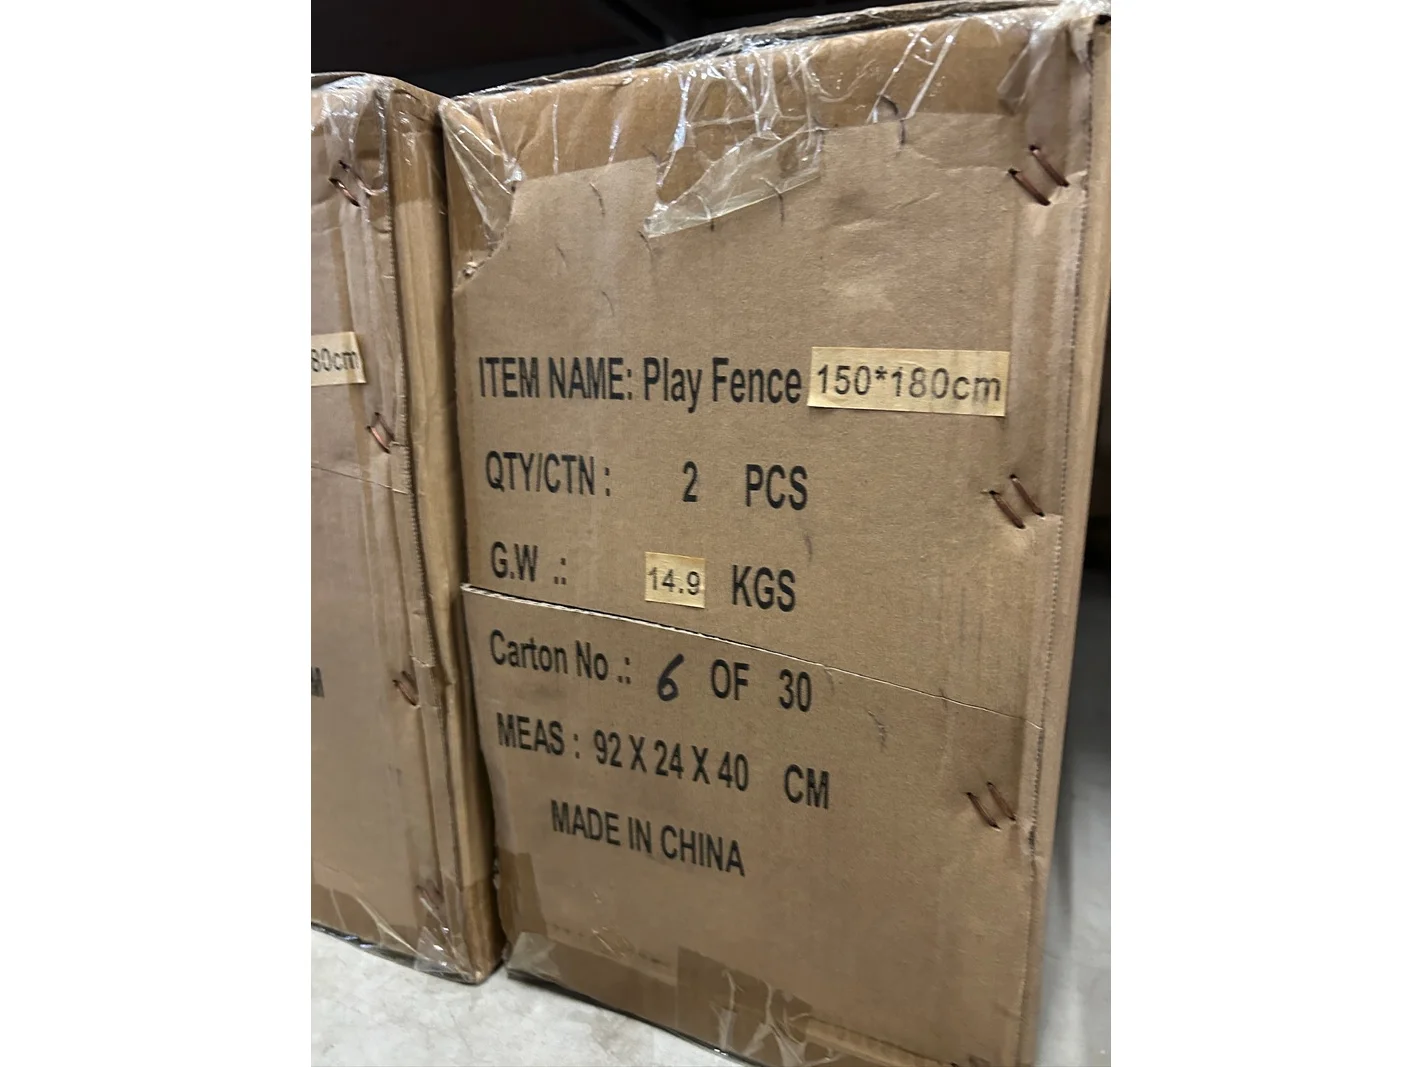 80cm
M
ITEM NAME: Play Fence 150*180cm
QTY/CTN : 2 PCS
G.W .: 14.9 KGS
Carton No .: 6 OF 30
MEAS : 92 X 24 X 40 CM
MADE IN CHINA